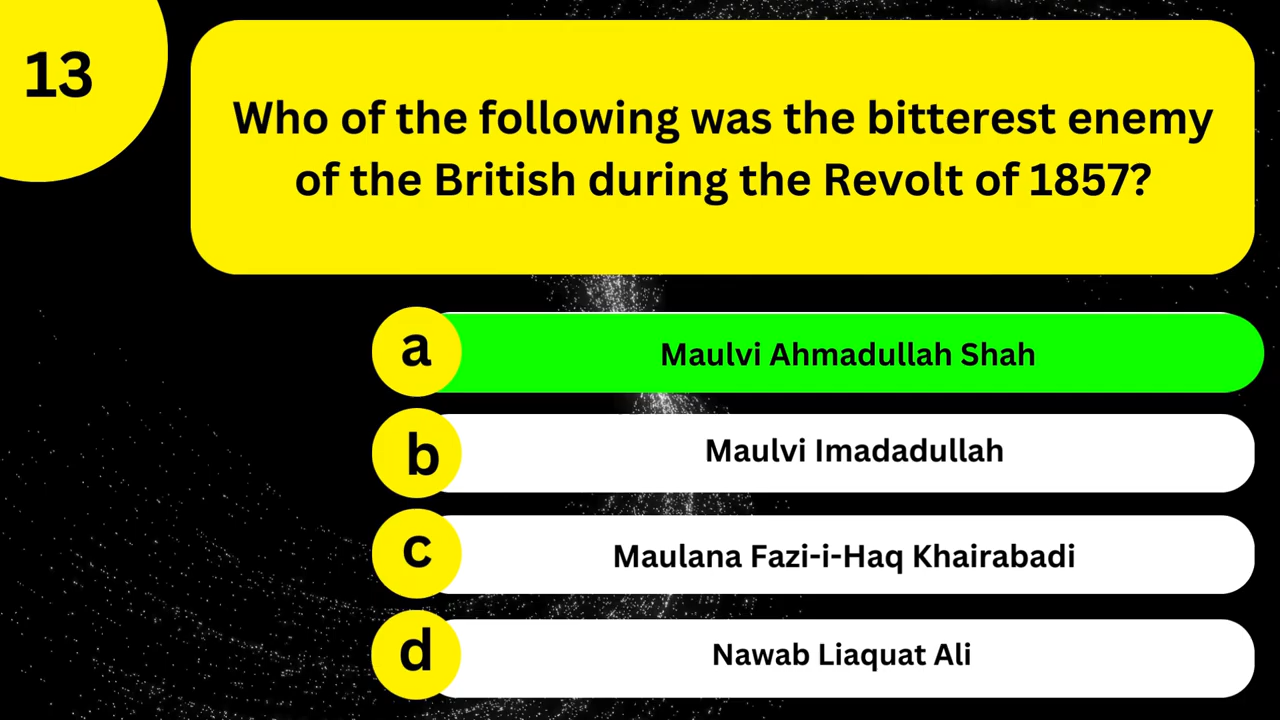 13
Who of the following was the bitterest enemy
of the British during the Revolt of 1857?
a
Maulvi Ahmadullah Shah
b
Maulvi Imadadullah
c
Maulana Fazi-i-Haq Khairabadi
d
Nawab Liaquat Ali